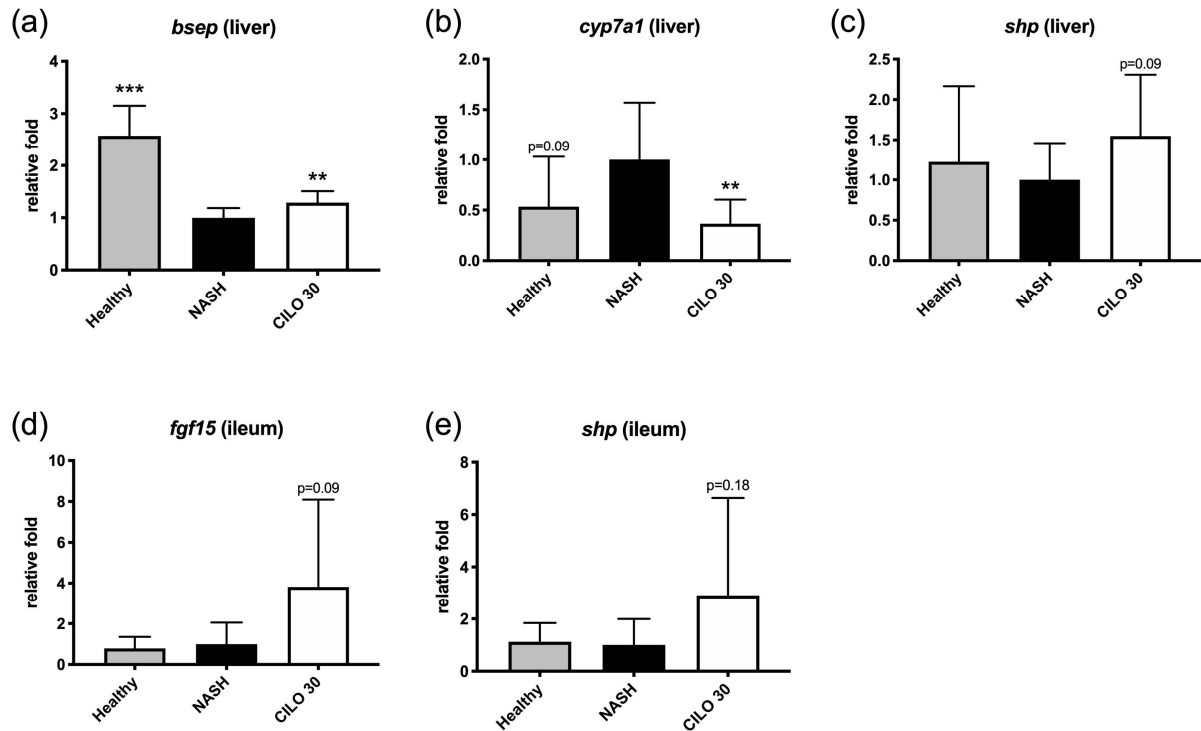 (a)
bsep (liver)
relative fold
4
3
2
1
0
***
**
Healthy
NASH
CILO 30
(b)
cyp7a1 (liver)
relative fold
2.0
1.5
1.0
0.5
0.0
p=0.09
**
Healthy
NASH
CILO 30
(c)
shp (liver)
relative fold
2.5
2.0
1.5
1.0
0.5
0.0
p=0.09
Healthy
NASH
CILO 30
(d)
fgf15 (ileum)
relative fold
10
8
6
4
2
0
p=0.09
Healthy
NASH
CILO 30
(e)
shp (ileum)
relative fold
8
6
4
2
0
p=0.18
Healthy
NASH
CILO 30